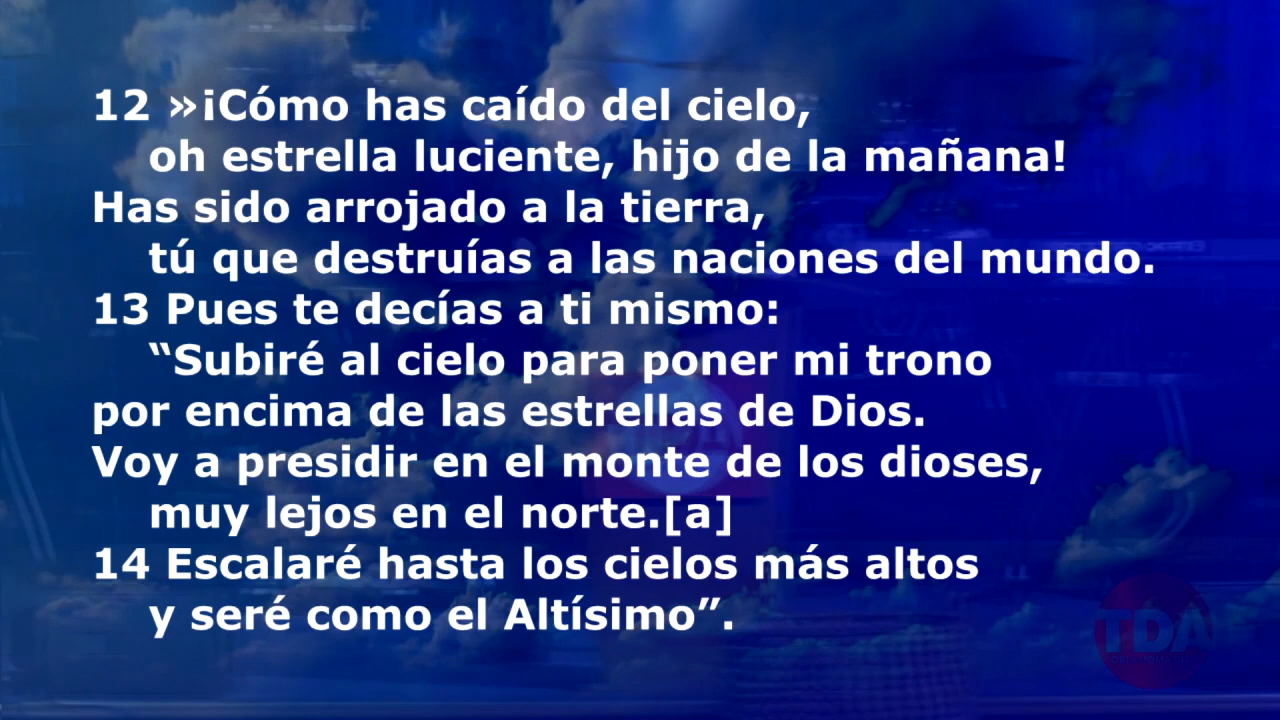 12 »¡Cómo has caído del cielo,
oh estrella luciente, hijo de la mañana!
Has sido arrojado a la tierra,
tú que destruías a las naciones del mundo.
13 Pues te decías a ti mismo:
“Subiré al cielo para poner mi trono
por encima de las estrellas de Dios.
Voy a presidir en el monte de los dioses,
muy lejos en el norte.[a]
14 Escalaré hasta los cielos más altos
y seré como el Altísimo”.
TDA